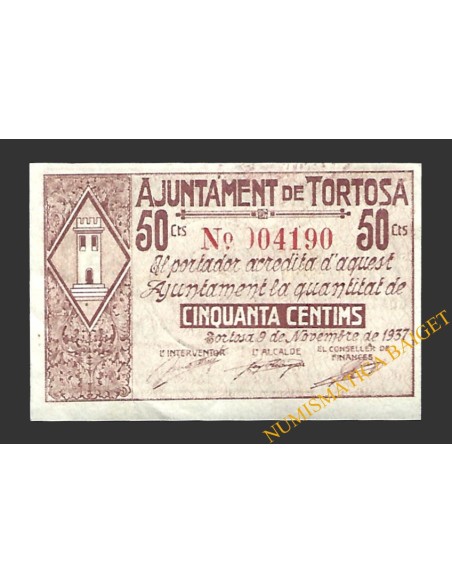 AJUNTAMENT DE TORTOSA
50 Cts Nº 004190 50 Cts
El portador acredita d'aquest
Ajuntament la quantitat de
CINQUANTA CENTIMS
Tortosa 9 de Novembre de 1937
L'INTERVENTOR L'ALCALDE EL CONSELLER DE FINANCES
NUMISMATICA BAIGET